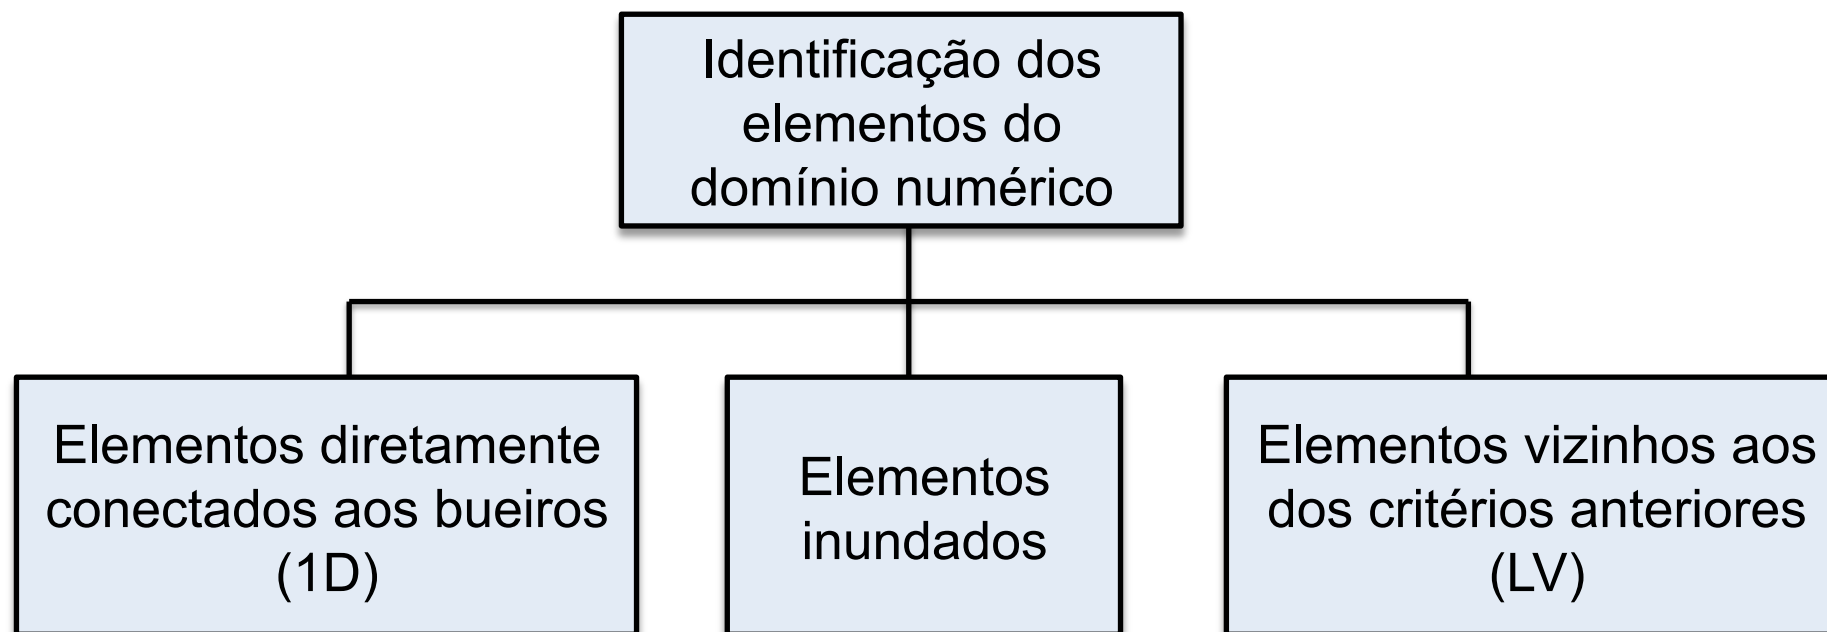 Identificação dos
elementos do
domínio numérico
Elementos diretamente
conectados aos bueiros
(1D)
Elementos
inundados
Elementos vizinhos aos
dos critérios anteriores
(LV)